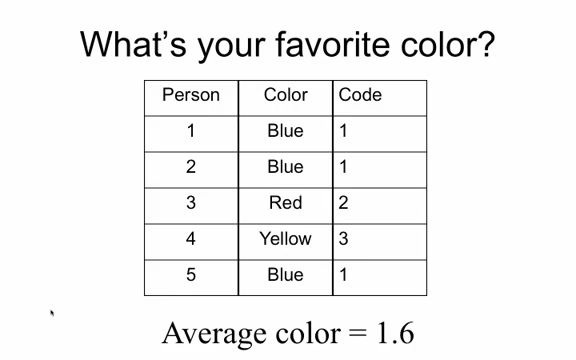 What's your favorite color?
Person Color Code
1 Blue 1
2 Blue 1
3 Red 2
4 Yellow 3
5 Blue 1
Average color = 1.6